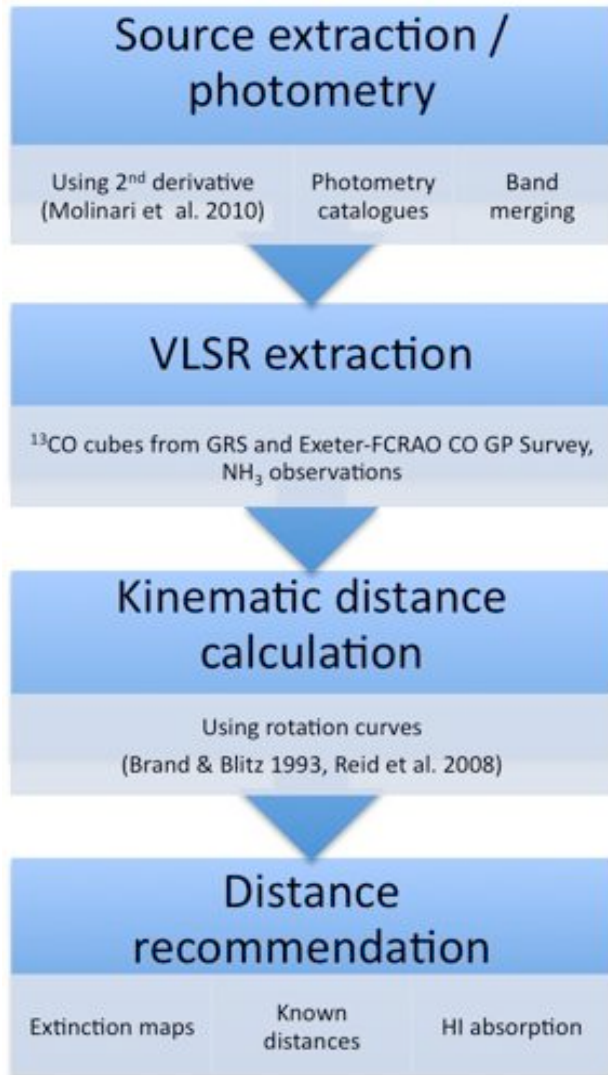 Source extraction /
photometry
Using 2nd derivative
(Molinari et al. 2010)
Photometry
catalogues
Band
merging
VLSR extraction
13CO cubes from GRS and Exeter-FCRAO CO GP Survey,
NH3 observations
Kinematic distance
calculation
Using rotation curves
(Brand & Blitz 1993, Reid et al. 2008)
Distance
recommendation
Extinction maps
Known
distances
HI absorption